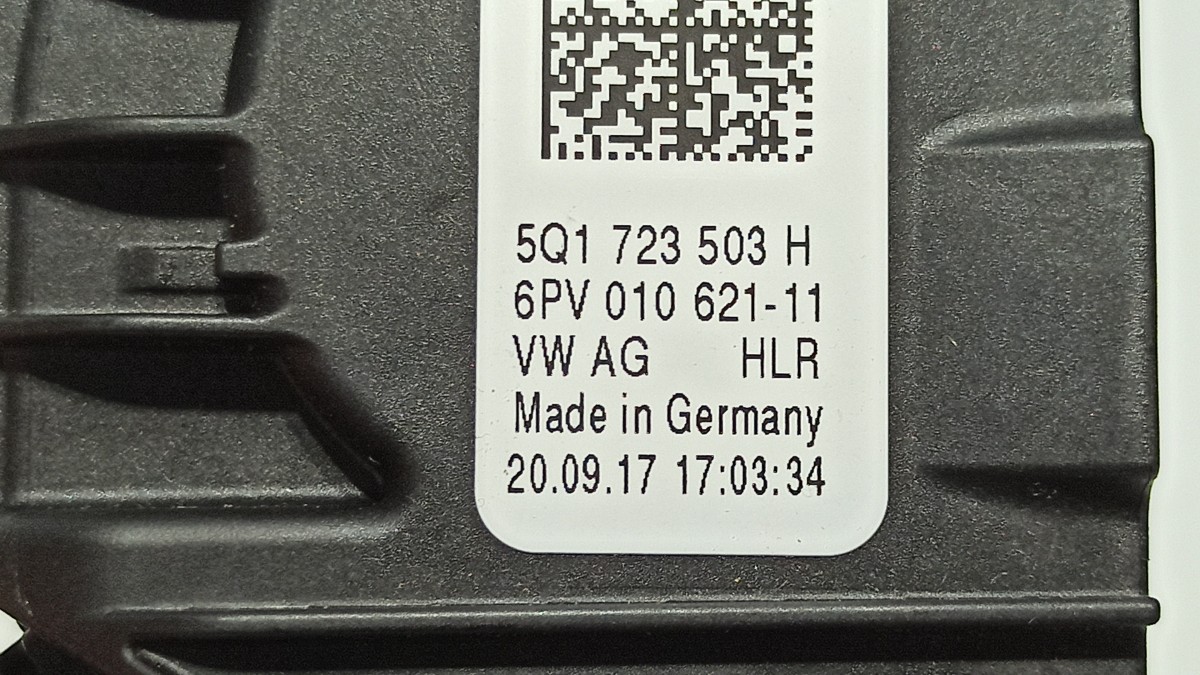 5Q1 723 503 H
6PV 010 621-11
VW AG HLR
Made in Germany
20.09.17 17:03:34